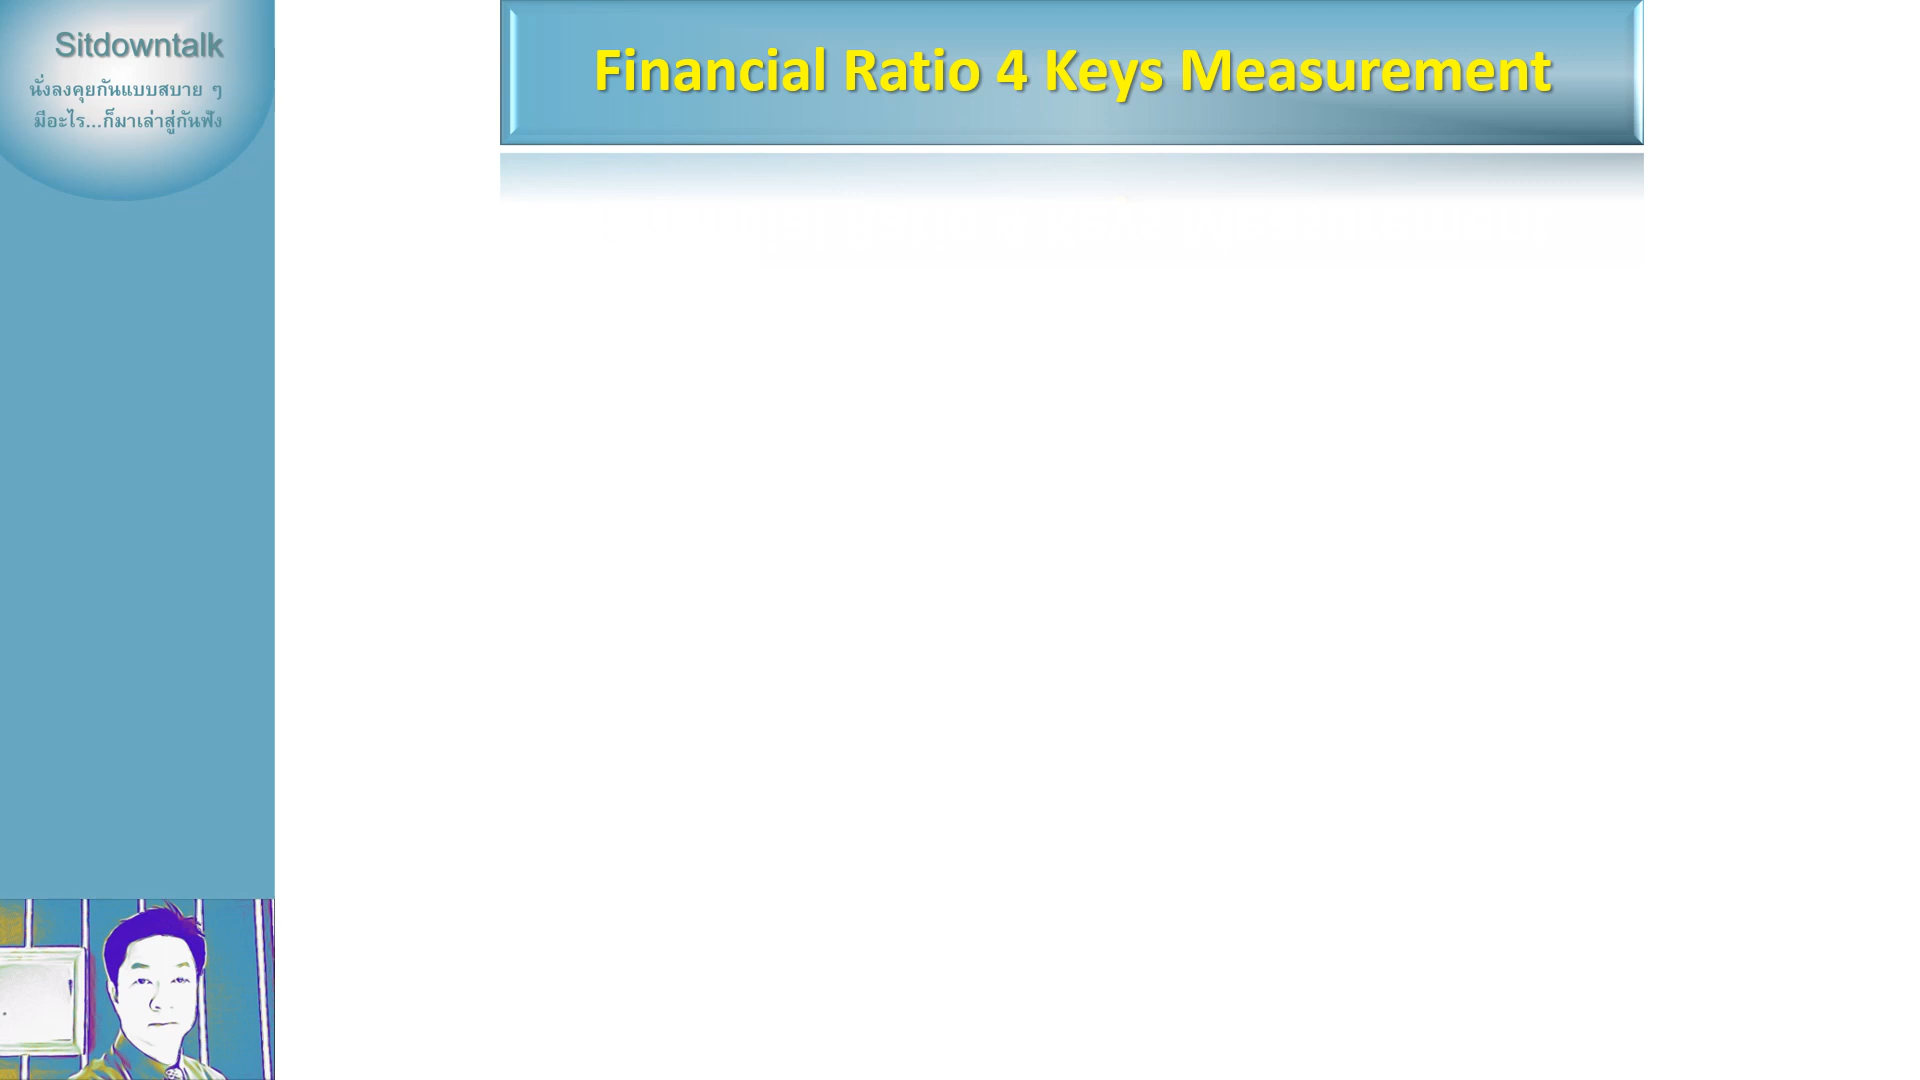 Sitdowntalk
นั่งลงคุยกันแบบสบาย ๆ
มีอะไร...ก็มาเล่าสู่กันฟัง
Financial Ratio 4 Keys Measurement